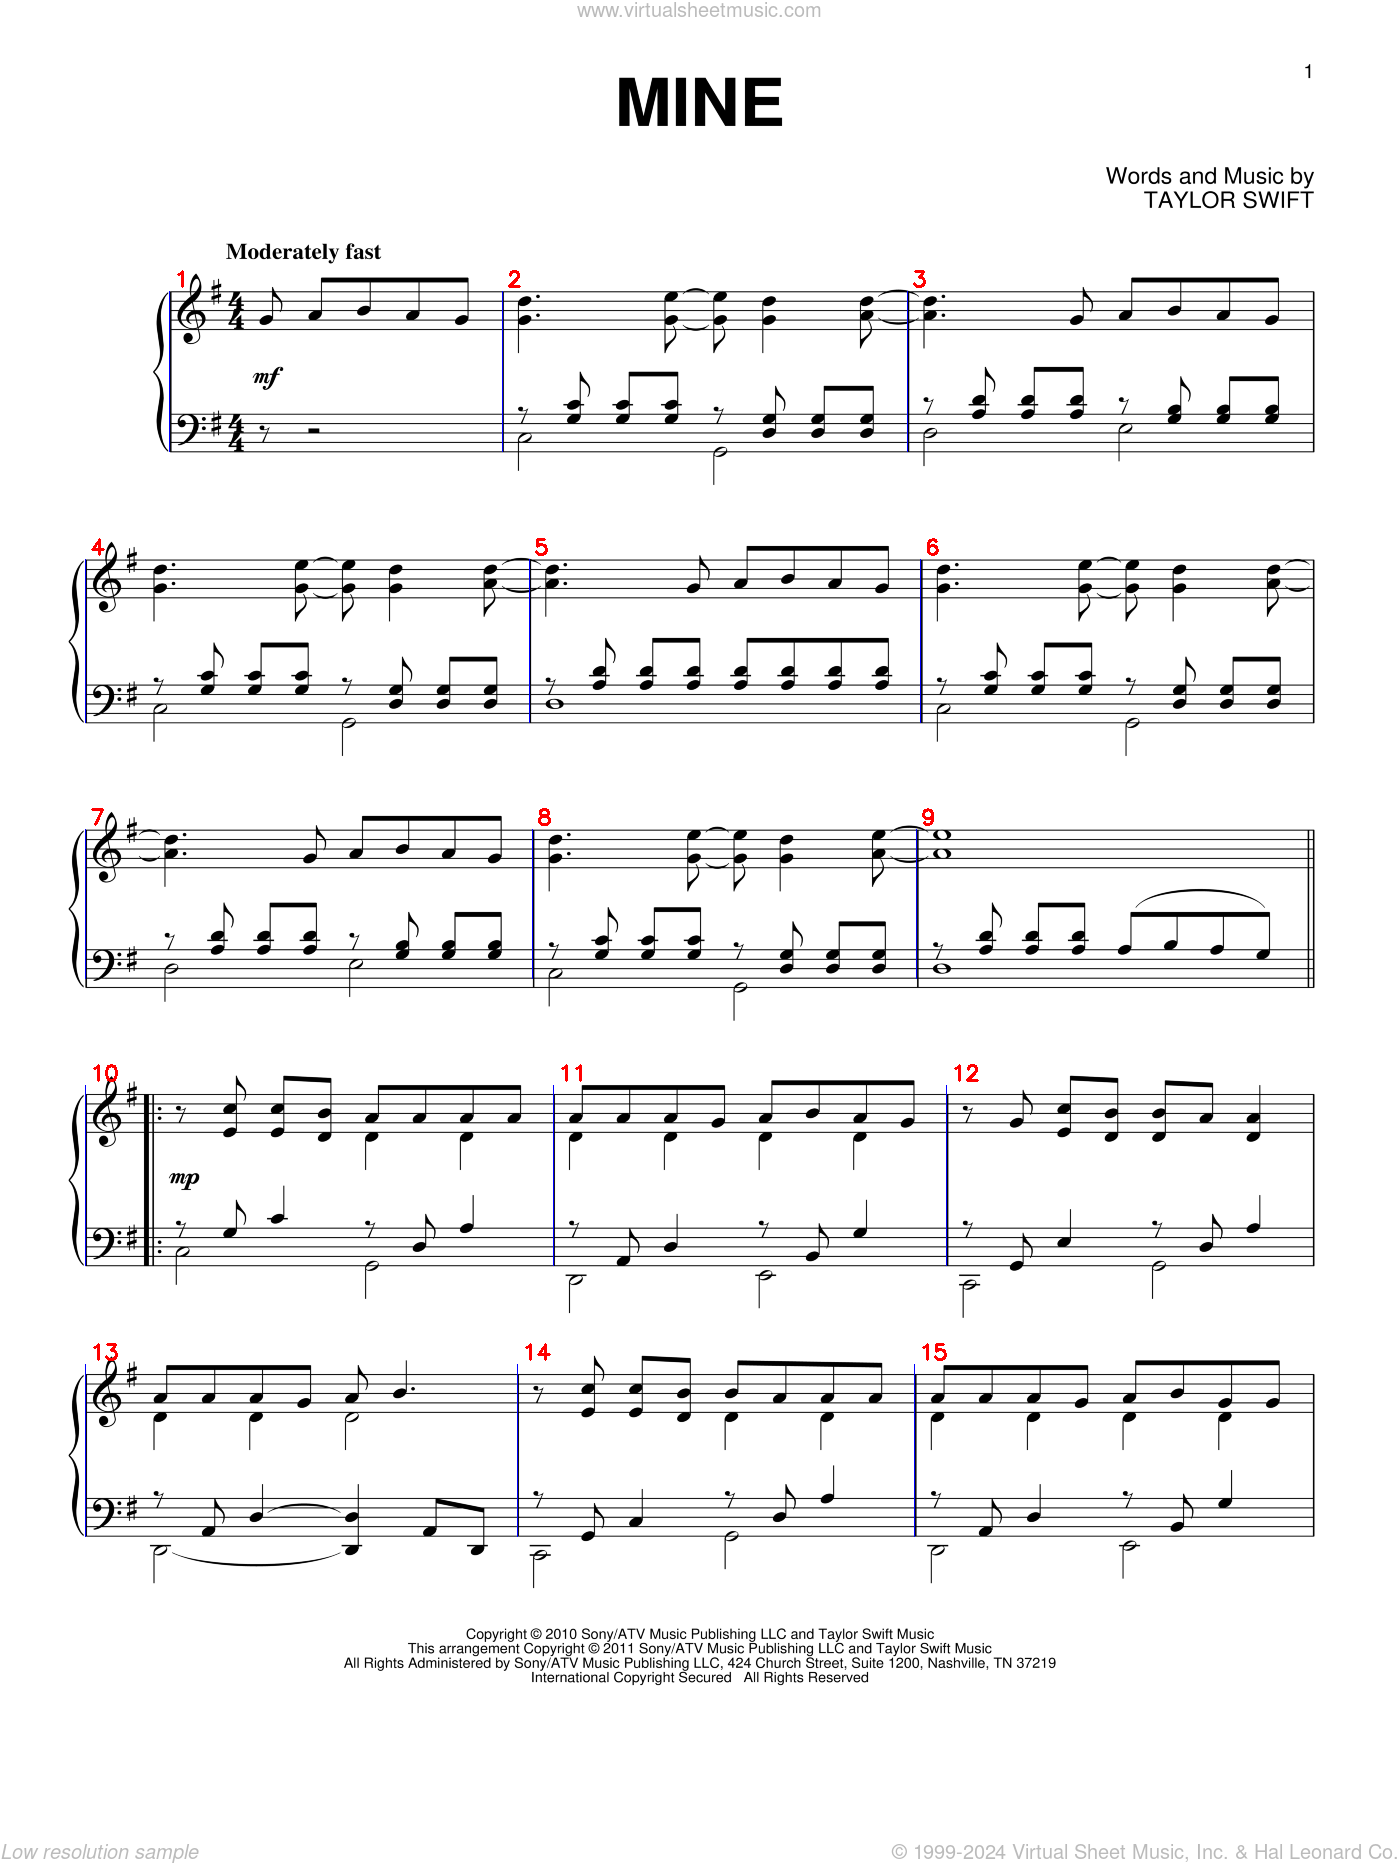 www.virtualsheetmusic.com
1
MINE
Words and Music by
TAYLOR SWIFT
Moderately fast
1 2 3
4
4
mf
4
4
4 5 6
7 8 9
10 11 12
mp
13 14 15
Copyright © 2010 Sony/ATV Music Publishing LLC and Taylor Swift Music
This arrangement Copyright © 2011 Sony/ATV Music Publishing LLC and Taylor Swift Music
All Rights Administered by Sony/ATV Music Publishing LLC, 424 Church Street, Suite 1200, Nashville, TN 37219
International Copyright Secured All Rights Reserved
Low resolution sample
© 1999-2024 Virtual Sheet Music, Inc. & Hal Leonard Co.